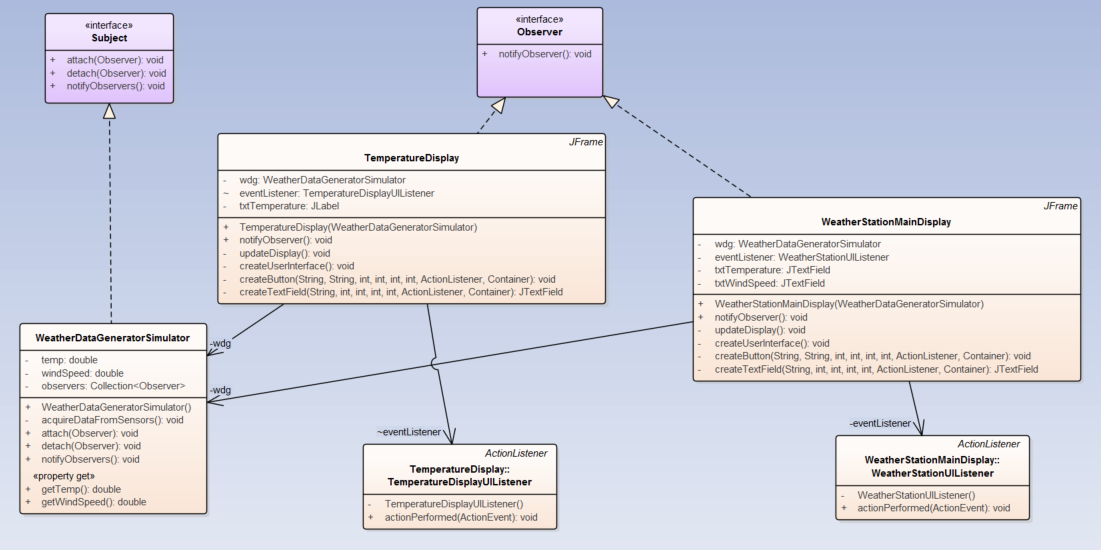 «interface»
Subject
+ attach(Observer): void
+ detach(Observer): void
+ notifyObservers(): void
«interface»
Observer
+ notifyObserver(): void
JFrame
TemperatureDisplay
- wdg: WeatherDataGeneratorSimulator
~ eventListener: TemperatureDisplayUIListener
- txtTemperature: JLabel
+ TemperatureDisplay(WeatherDataGeneratorSimulator)
+ notifyObserver(): void
- updateDisplay(): void
- createUserInterface(): void
- createButton(String, String, int, int, int, int, ActionListener, Container): void
- createTextField(String, int, int, int, int, ActionListener, Container): JTextField
JFrame
WeatherStationMainDisplay
- wdg: WeatherDataGeneratorSimulator
- eventListener: WeatherStationUIListener
- txtTemperature: JTextField
- txtWindSpeed: JTextField
+ WeatherStationMainDisplay(WeatherDataGeneratorSimulator)
+ notifyObserver(): void
- updateDisplay(): void
- createUserInterface(): void
- createButton(String, String, int, int, int, int, ActionListener, Container): void
- createTextField(String, int, int, int, int, ActionListener, Container): JTextField
WeatherDataGeneratorSimulator
- temp: double
- windSpeed: double
- observers: Collection<Observer>
+ WeatherDataGeneratorSimulator()
- acquireDataFromSensors(): void
+ attach(Observer): void
+ detach(Observer): void
+ notifyObservers(): void
«property get»
+ getTemp(): double
+ getWindSpeed(): double
-wdg
-wdg
~eventListener
-eventListener
ActionListener
TemperatureDisplay::
TemperatureDisplayUIListener
- TemperatureDisplayUIListener()
+ actionPerformed(ActionEvent): void
ActionListener
WeatherStationMainDisplay::
WeatherStationUIListener
- WeatherStationUIListener()
+ actionPerformed(ActionEvent): void